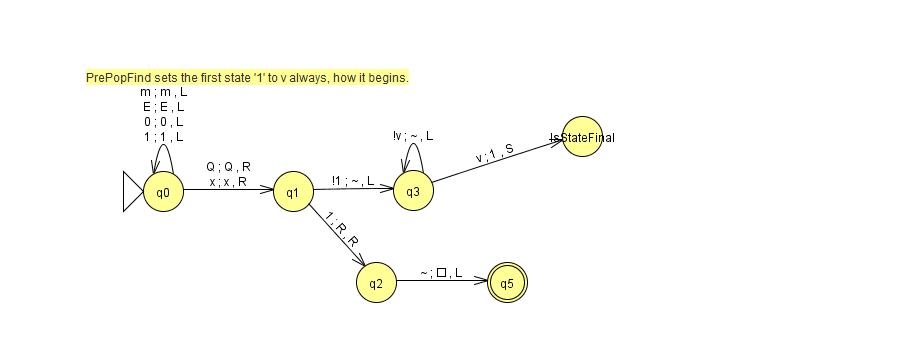 PrePopFind sets the first state '1' to v always, how it begins.
m ; m , L
E ; E , L
0 ; 0 , L
1 ; 1 , L
q0
Q ; Q , R
x ; x , R
q1
!1 ; ~ , L
!v ; ~ , L
q3
v ; 1 , S
IsStateFinal
1 ; R , R
q2
~ ; □ , L
q5